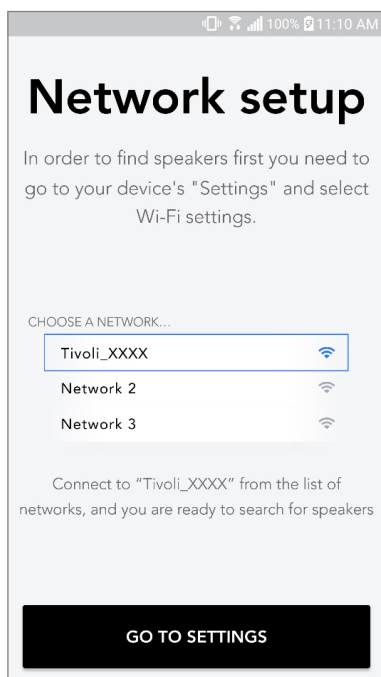 100% 11:10 AM
Network setup
In order to find speakers first you need to
go to your device's "Settings" and select
Wi-Fi settings.
CHOOSE A NETWORK...
Tivoli_XXXX
Network 2
Network 3
Connect to “Tivoli_XXXX” from the list of
networks, and you are ready to search for speakers
GO TO SETTINGS